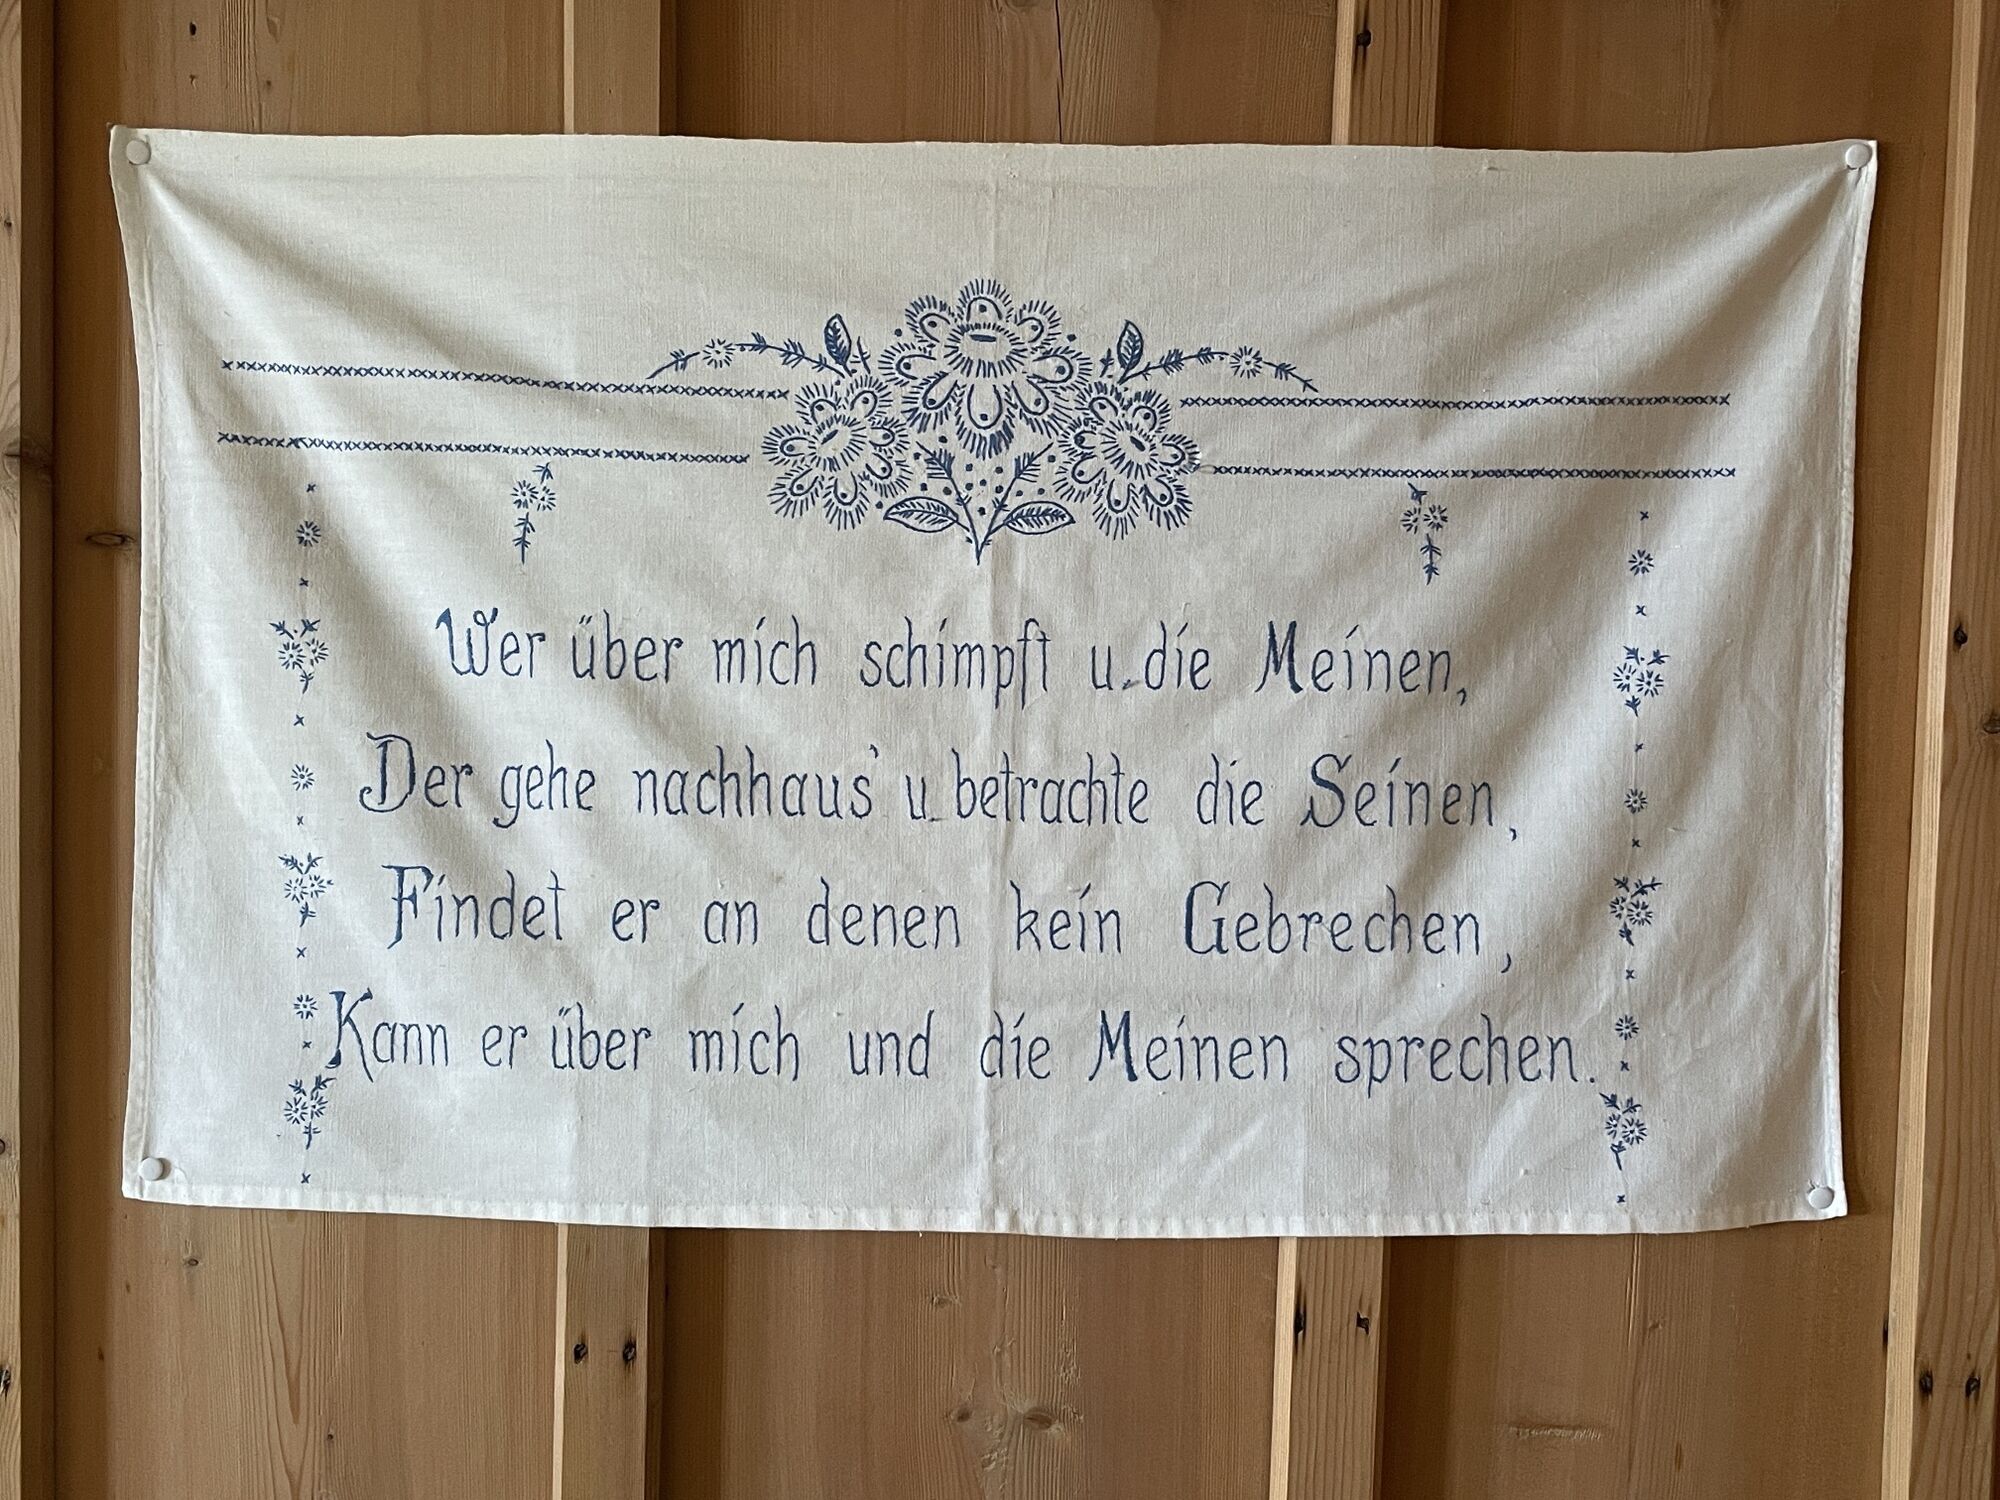 Wer über mich schimpft u. die Meinen,
Der gehe nachhaus' u. betrachte die Seinen,
Findet er an denen kein Gebrechen,
Kann er über mich und die Meinen sprechen.